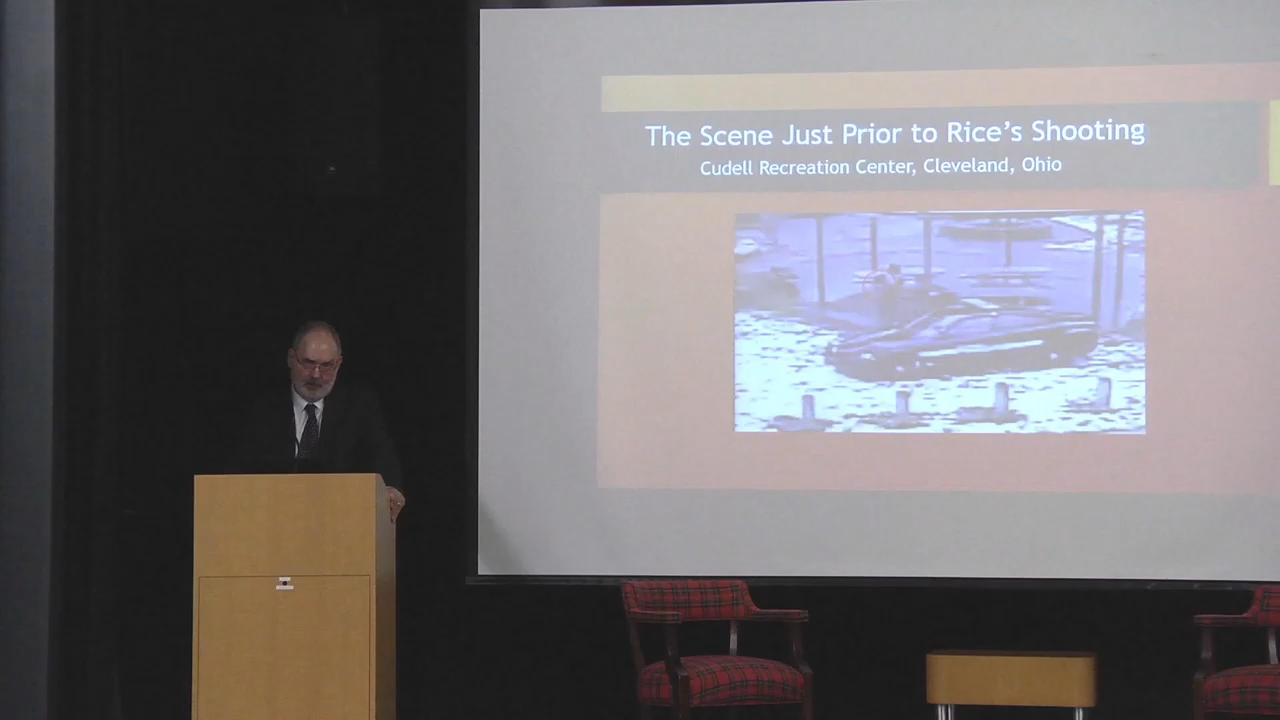 The Scene Just Prior to Rice's Shooting
Cudell Recreation Center, Cleveland, Ohio